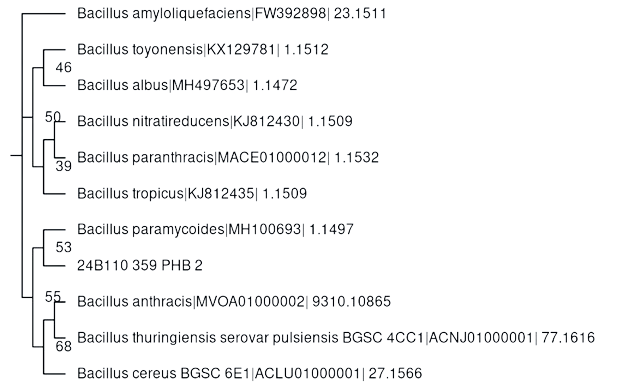 Bacillus amyloliquefaciens|FW392898| 23.1511
Bacillus toyonensis|KX129781| 1.1512
46
Bacillus albus|MH497653| 1.1472
50
Bacillus nitratireducens|KJ812430| 1.1509
Bacillus paranthracis|MACE01000012| 1.1532
39
Bacillus tropicus|KJ812435| 1.1509
Bacillus paramycoides|MH100693| 1.1497
53
24B110 359 PHB 2
55
Bacillus anthracis|MVOA01000002| 9310.10865
Bacillus thuringiensis serovar pulsiensis BGSC 4CC1|ACNJ01000001| 77.1616
68
Bacillus cereus BGSC 6E1|ACLU01000001| 27.1566